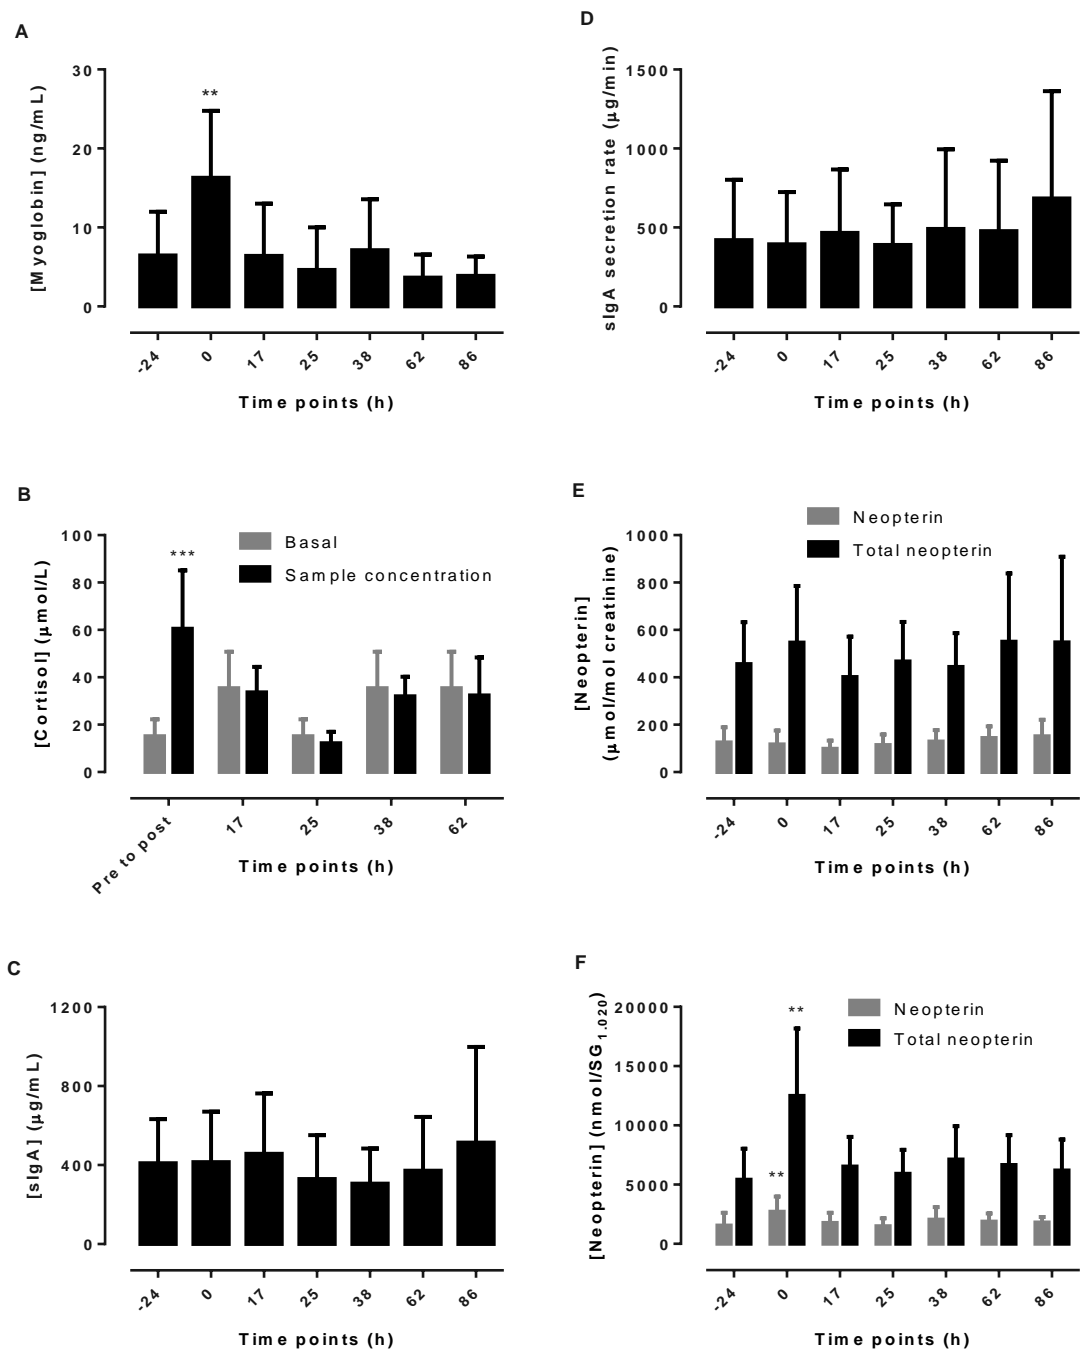 A
[Myoglobin] (ng/mL)
30
20
10
0
**
-24
0
17
25
38
62
86
Time points (h)
D
sIgA secretion rate (μg/min)
1500
1000
500
0
-24
0
17
25
38
62
86
Time points (h)
B
[Cortisol] (μmol/L)
100
80
60
40
20
0
***
Basal
Sample concentration
Pre to post
17
25
38
62
Time points (h)
E
[Neopterin]
(μmol/mol creatinine)
1000
800
600
400
200
0
Neopterin
Total neopterin
-24
0
17
25
38
62
86
Time points (h)
C
[sIgA] (μg/mL)
1200
800
400
0
-24
0
17
25
38
62
86
Time points (h)
F
[Neopterin] (nmol/SG1.020)
20000
15000
10000
5000
0
**
**
Neopterin
Total neopterin
-24
0
17
25
38
62
86
Time points (h)